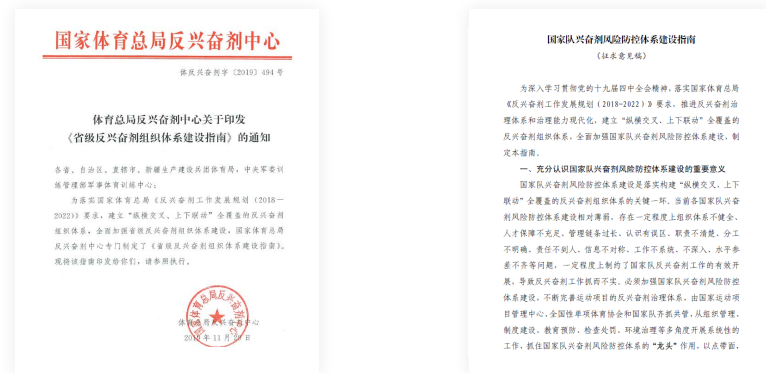 国家体育总局反兴奋剂中心
体反兴奋剂字〔2019〕494 号
体育总局反兴奋剂中心关于印发
《省级反兴奋剂组织体系建设指南》的通知
各省、自治区、直辖市、新疆生产建设兵团体育局，中央军委训
练管理部军事体育训练中心：
为落实国家体育总局《反兴奋剂工作发展规划（2018—
2022）》要求，建立“纵横交叉、上下联动”全覆盖的反兴奋剂
组织体系，全面加强省级反兴奋剂组织体系建设，国家体育总局
反兴奋剂中心专门制定了《省级反兴奋剂组织体系建设指南》。
现将该指南印发给你们，请参照执行。
体育总局反兴奋剂中心
国家队兴奋剂风险防控体系建设指南
（征求意见稿）
为深入学习贯彻党的十九届四中全会精神，落实国家体育总局
《反兴奋剂工作发展规划（2018-2022）》要求，推进反兴奋剂治
理体系和治理能力现代化，建立“纵横交叉、上下联动”全覆盖的
反兴奋剂组织体系，全面加强国家队兴奋剂风险防控体系建设，制
定本指南。
一、充分认识国家队兴奋剂风险防控体系建设的重要意义
国家队兴奋剂风险防控体系建设是落实构建“纵横交叉、上下
联动”全覆盖的反兴奋剂组织体系的关键一环。当前各国家队兴奋
剂风险防控体系建设相对薄弱，存在一定程度上组织体系不健全、
人才保障不充足、管理链条过长、认识有误区、职责不清楚、分工
不明确、责任不到人、信息不对称、工作不系统、不深入、水平参
差不齐等问题，一定程度上制约了国家队反兴奋剂工作的有效开
展，导致反兴奋剂工作抓而不实。必须加强国家队兴奋剂风险防控
体系建设，不断完善运动项目的反兴奋剂治理体系，由国家运动项
目管理中心、全国性单项体育协会和国家队齐抓共管，从组织管理、
制度建设、教育预防、检查处罚、环境治理等多角度开展系统性的
工作，抓住国家队兴奋剂风险防控体系的“龙头”作用，以点带面，